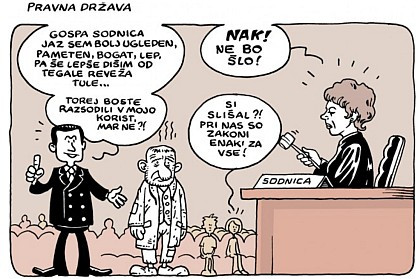 PRAVNA DRŽAVA
GOSPA SODNICA
JAZ SEM BOLJ UGLEDEN,
PAMETEN, BOGAT, LEP,
PA ŠE LEPŠE DIŠIM OD
TEGALE REVEŽA
TULE...
TOREJ BOSTE
RAZSODILI V MOJO
KORIST,
MAR NE?!
NAK!
NE BO
ŠLO!
SI
SLIŠAL?!
PRI NAS SO
ZAKONI
ENAKI ZA
VSE!
SODNICA